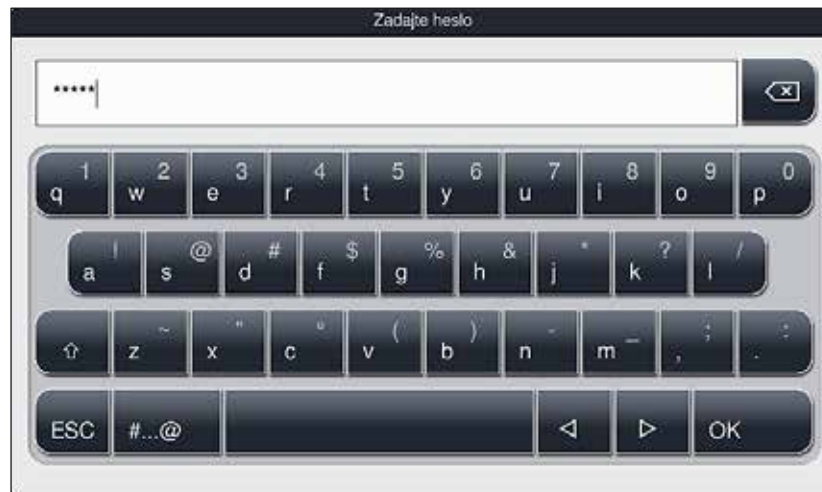 Zadajte heslo
*****
q 1 w 2 e 3 r 4 t 5 y 6 u 7 i 8 o 9 p 0
a ! s @ d # f $ g % h & j * k ? l /
z ~ x " c º v ( b ) n - m _ , ; . :
ESC #...@ OK